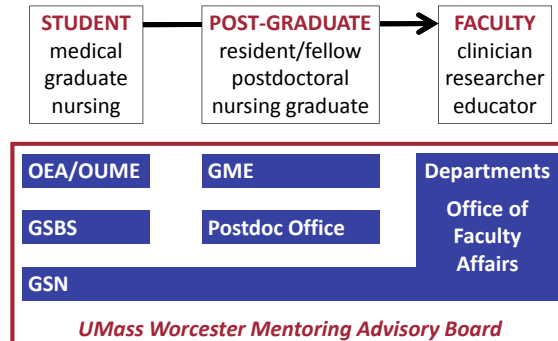 STUDENT
medical
graduate
nursing
POST-GRADUATE
resident/fellow
postdoctoral
nursing graduate
FACULTY
clinician
researcher
educator
OEA/OUME
GME
Departments
GSBS
Postdoc Office
Office of
Faculty
Affairs
GSN
UMass Worcester Mentoring Advisory Board